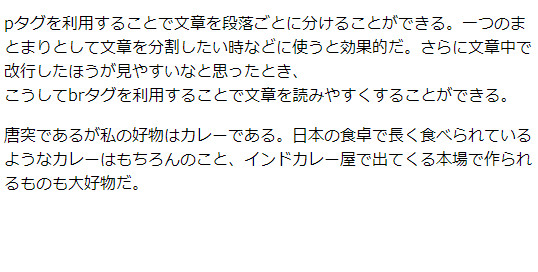 pタグを利用することで文章を段落ごとに分けることができる。一つのま
とまりとして文章を分割したい時などに使うと効果的だ。さらに文章中で
改行したほうが見やすいなと思ったとき、
こうしてbrタグを利用することで文章を読みやすくすることができる。
唐突であるが私の好物はカレーである。日本の食卓で長く食べられている
ようなカレーはもちろんのこと、インドカレー屋で出てくる本場で作られ
るものも大好物だ。